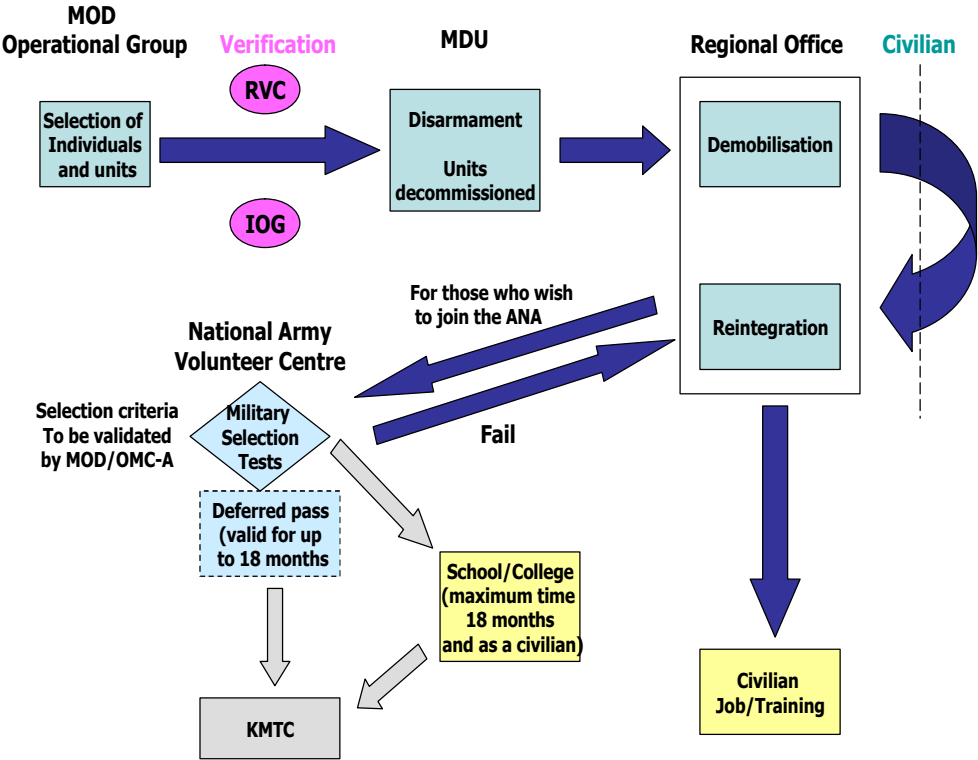 MOD
Operational Group
Verification
MDU
Regional Office
Civilian
RVC
Selection of
Individuals
and units
Disarmament
Units
decommissioned
Demobilisation
IOG
For those who wish
to join the ANA
Reintegration
National Army
Volunteer Centre
Selection criteria
To be validated
by MOD/OMC-A
Military
Selection
Tests
Fail
Deferred pass
(valid for up
to 18 months
School/College
(maximum time
18 months
and as a civilian)
KMTC
Civilian
Job/Training